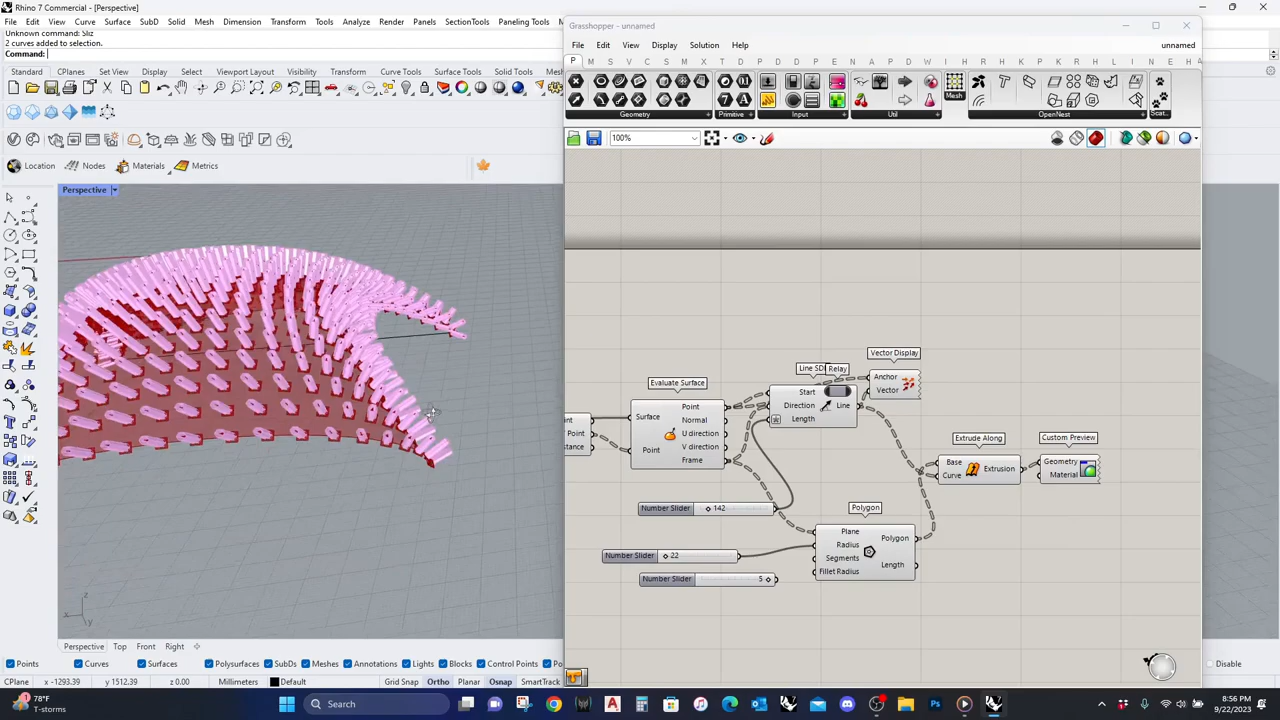 Rhino 7 Commercial - [Perspective]
File Edit View Curve Surface SubD Solid Mesh Dimension Transform Tools Analyze Render Panels SectionTools Paneling Tools
Unknown command: Sliz
2 curves added to selection.
Command:
Standard CPlanes Set View Display Select Viewport Layout Visibility Transform Curve Tools Surface Tools Solid Tools
Location Nodes Materials Metrics
Perspective
z
x
y
Perspective Top Front Right
Points Curves Surfaces Polysurfaces SubDs Meshes Annotations Lights Blocks Control Points Disable
CPlane x -1293.39 y 1512.39 z 0.00 Millimeters Default Grid Snap Ortho Planar Osnap SmartTrack
Grasshopper - unnamed
File Edit View Display Solution Help unnamed
P M S V C S M X T D P E N H A
Geometry Primitive Input Util Mesh OpenNest Scat..
100%
Evaluate Surface
Surface
Point
Point
Normal
U direction
V direction
Frame
Point
Line SDL
Relay
Start
Direction
Length
Line
Vector Display
Anchor
Vector
Extrude Along
Base
Curve
Extrusion
Custom Preview
Geometry
Material
Number Slider 142
Polygon
Plane
Radius
Segments
Fillet Radius
Polygon
Length
Number Slider 22
Number Slider 5
78°F
T-storms
Search
8:56 PM
9/22/2023